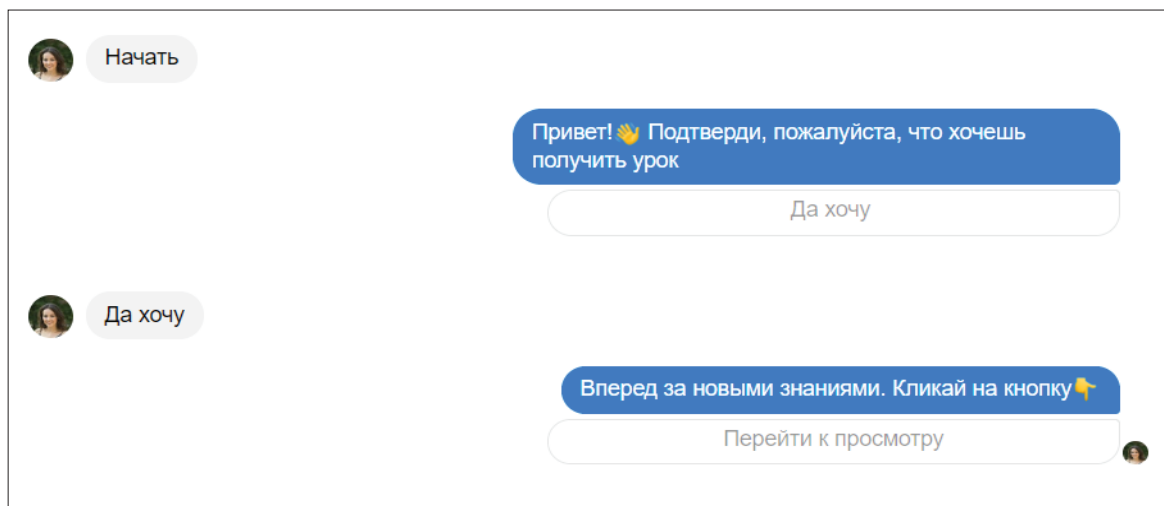 Начать
Привет!👋 Подтверди, пожалуйста, что хочешь
получить урок
Да хочу
Да хочу
Вперед за новыми знаниями. Кликай на кнопку👇
Перейти к просмотру